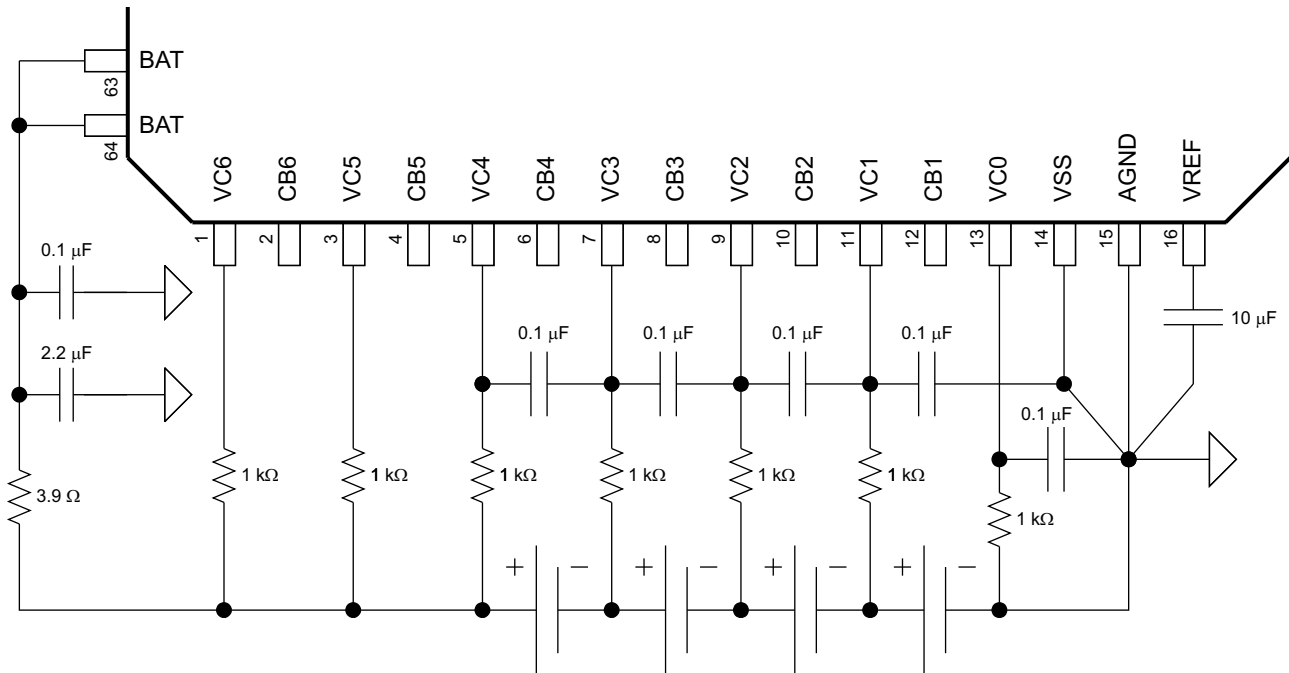 BAT
63
BAT
64
VC6
CB6
VC5
CB5
VC4
CB4
VC3
CB3
VC2
CB2
VC1
CB1
VC0
VSS
AGND
VREF
1
2
3
4
5
6
7
8
9
10
11
12
13
14
15
16
0.1 μF
2.2 μF
0.1 μF
0.1 μF
0.1 μF
0.1 μF
10 μF
0.1 μF
3.9 Ω
1 kΩ
1 kΩ
1 kΩ
1 kΩ
1 kΩ
1 kΩ
1 kΩ
+ −
+ −
+ −
+ −